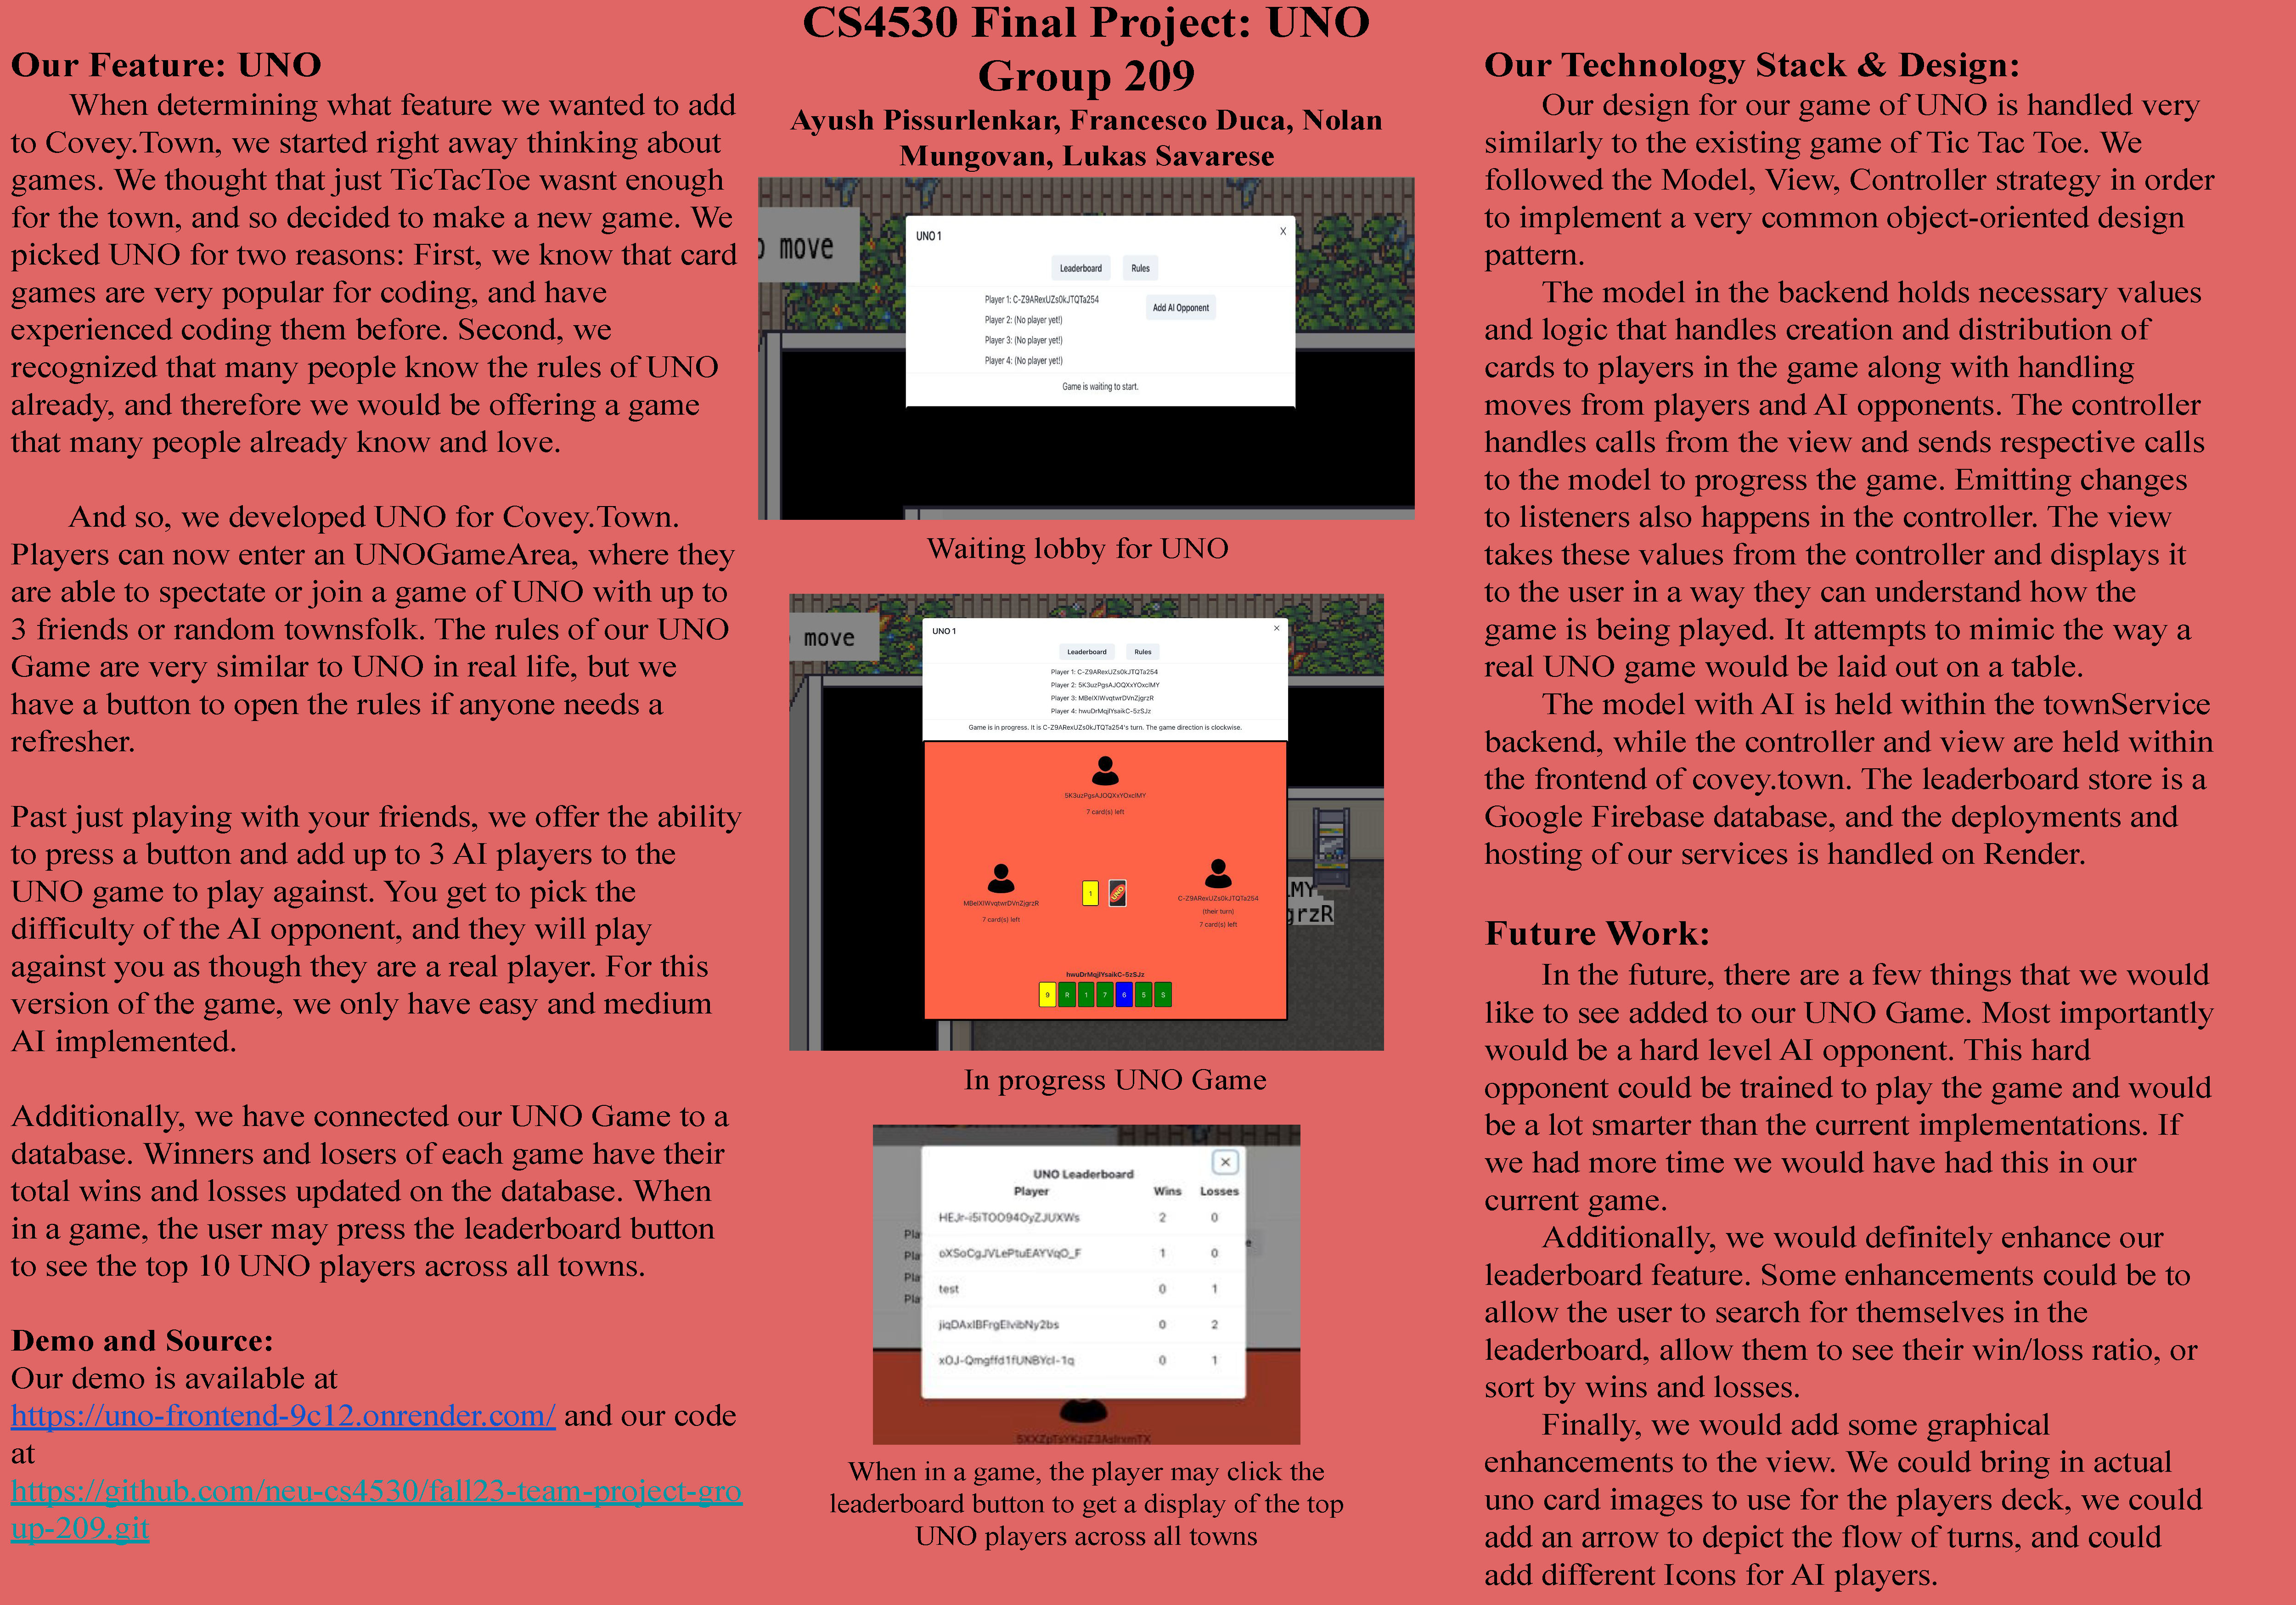 CS4530 Final Project: UNO
Group 209
Ayush Pissurlenkar, Francesco Duca, Nolan
Mungovan, Lukas Savarese
Our Feature: UNO
When determining what feature we wanted to add
to Covey.Town, we started right away thinking about
games. We thought that just TicTacToe wasnt enough
for the town, and so decided to make a new game. We
picked UNO for two reasons: First, we know that card
games are very popular for coding, and have
experienced coding them before. Second, we
recognized that many people know the rules of UNO
already, and therefore we would be offering a game
that many people already know and love.
And so, we developed UNO for Covey.Town.
Players can now enter an UNOGameArea, where they
are able to spectate or join a game of UNO with up to
3 friends or random townsfolk. The rules of our UNO
Game are very similar to UNO in real life, but we
have a button to open the rules if anyone needs a
refresher.
Past just playing with your friends, we offer the ability
to press a button and add up to 3 AI players to the
UNO game to play against. You get to pick the
difficulty of the AI opponent, and they will play
against you as though they are a real player. For this
version of the game, we only have easy and medium
AI implemented.
Additionally, we have connected our UNO Game to a
database. Winners and losers of each game have their
total wins and losses updated on the database. When
in a game, the user may press the leaderboard button
to see the top 10 UNO players across all towns.
Demo and Source:
Our demo is available at
https://uno-frontend-9c12.onrender.com/ and our code
at
https://github.com/neu-cs4530/fall23-team-project-gro
up-209.git
move
UNO 1
X
Leaderboard Rules
Player 1: C-Z9ARexUZs0kJTQTa254
Add AI Opponent
Player 2: (No player yet!)
Player 3: (No player yet!)
Player 4: (No player yet!)
Game is waiting to start.
Waiting lobby for UNO
move
UNO 1
×
Leaderboard Rules
Player 1: C-Z9ARexUZs0kJTQTa254
Player 2: 5K3uzPgsAJOQXxYOxclMY
Player 3: MBelXIWvqtwrDVnZjgrzR
Player 4: hwuDrMqjlYsaikC-5zSJz
Game is in progress. It is C-Z9ARexUZs0kJTQTa254's turn. The game direction is clockwise.
5K3uzPgsAJOQXxYOxclMY
7 card(s) left
MBelXIWvqtwrDVnZjgrzR
7 card(s) left
1
UNO
C-Z9ARexUZs0kJTQTa254
(their turn)
7 card(s) left
MY
grzR
hwuDrMqjlYsaikC-5zSJz
9 R 1 7 6 5 S
In progress UNO Game
×
UNO Leaderboard
Player Wins Losses
HEJr-i5iTOO94OyZJUXWs 2 0
oXSoCgJVLePtuEAYVqO_F 1 0
test 0 1
jiqDAxIBFrgElvibNy2bs 0 2
xOJ-Qmgffd1fUNBYcI-1q 0 1
Pla
Pla
Pla
Pla
e
When in a game, the player may click the
leaderboard button to get a display of the top
UNO players across all towns
Our Technology Stack & Design:
Our design for our game of UNO is handled very
similarly to the existing game of Tic Tac Toe. We
followed the Model, View, Controller strategy in order
to implement a very common object-oriented design
pattern.
The model in the backend holds necessary values
and logic that handles creation and distribution of
cards to players in the game along with handling
moves from players and AI opponents. The controller
handles calls from the view and sends respective calls
to the model to progress the game. Emitting changes
to listeners also happens in the controller. The view
takes these values from the controller and displays it
to the user in a way they can understand how the
game is being played. It attempts to mimic the way a
real UNO game would be laid out on a table.
The model with AI is held within the townService
backend, while the controller and view are held within
the frontend of covey.town. The leaderboard store is a
Google Firebase database, and the deployments and
hosting of our services is handled on Render.
Future Work:
In the future, there are a few things that we would
like to see added to our UNO Game. Most importantly
would be a hard level AI opponent. This hard
opponent could be trained to play the game and would
be a lot smarter than the current implementations. If
we had more time we would have had this in our
current game.
Additionally, we would definitely enhance our
leaderboard feature. Some enhancements could be to
allow the user to search for themselves in the
leaderboard, allow them to see their win/loss ratio, or
sort by wins and losses.
Finally, we would add some graphical
enhancements to the view. We could bring in actual
uno card images to use for the players deck, we could
add an arrow to depict the flow of turns, and could
add different Icons for AI players.